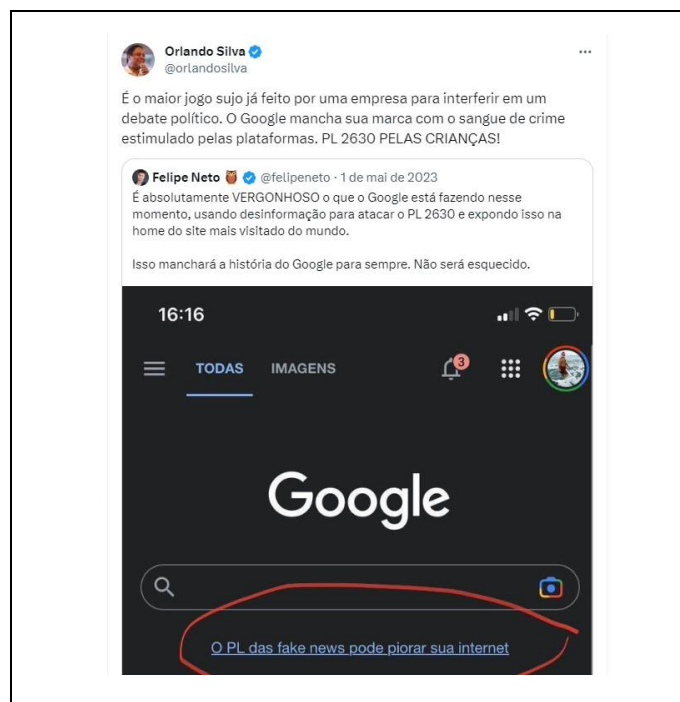 Orlando Silva
@orlandosilva
É o maior jogo sujo já feito por uma empresa para interferir em um
debate político. O Google mancha sua marca com o sangue de crime
estimulado pelas plataformas. PL 2630 PELAS CRIANÇAS!
Felipe Neto @felipeneto · 1 de mai de 2023
É absolutamente VERGONHOSO o que o Google está fazendo nesse
momento, usando desinformação para atacar o PL 2630 e expondo isso na
home do site mais visitado do mundo.
Isso manchará a história do Google para sempre. Não será esquecido.
16:16
TODAS IMAGENS 3
Google
O PL das fake news pode piorar sua internet